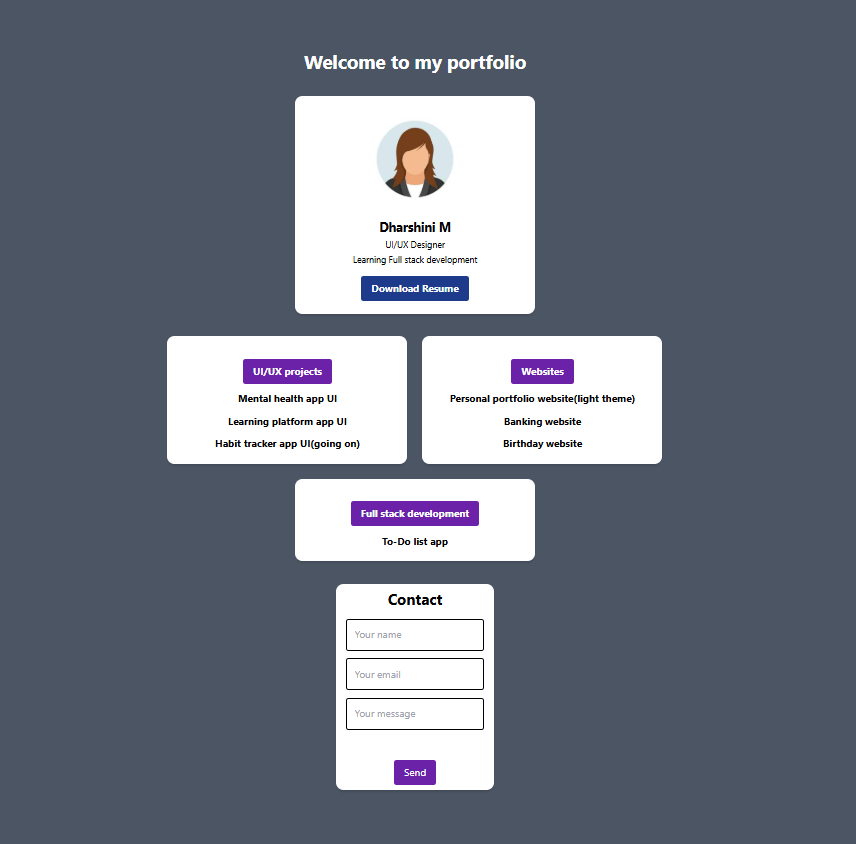 Welcome to my portfolio
Dharshini M
UI/UX Designer
Learning Full stack development
Download Resume
UI/UX projects
Mental health app UI
Learning platform app UI
Habit tracker app UI(going on)
Websites
Personal portfolio website(light theme)
Banking website
Birthday website
Full stack development
To-Do list app
Contact
Your name
Your email
Your message
Send